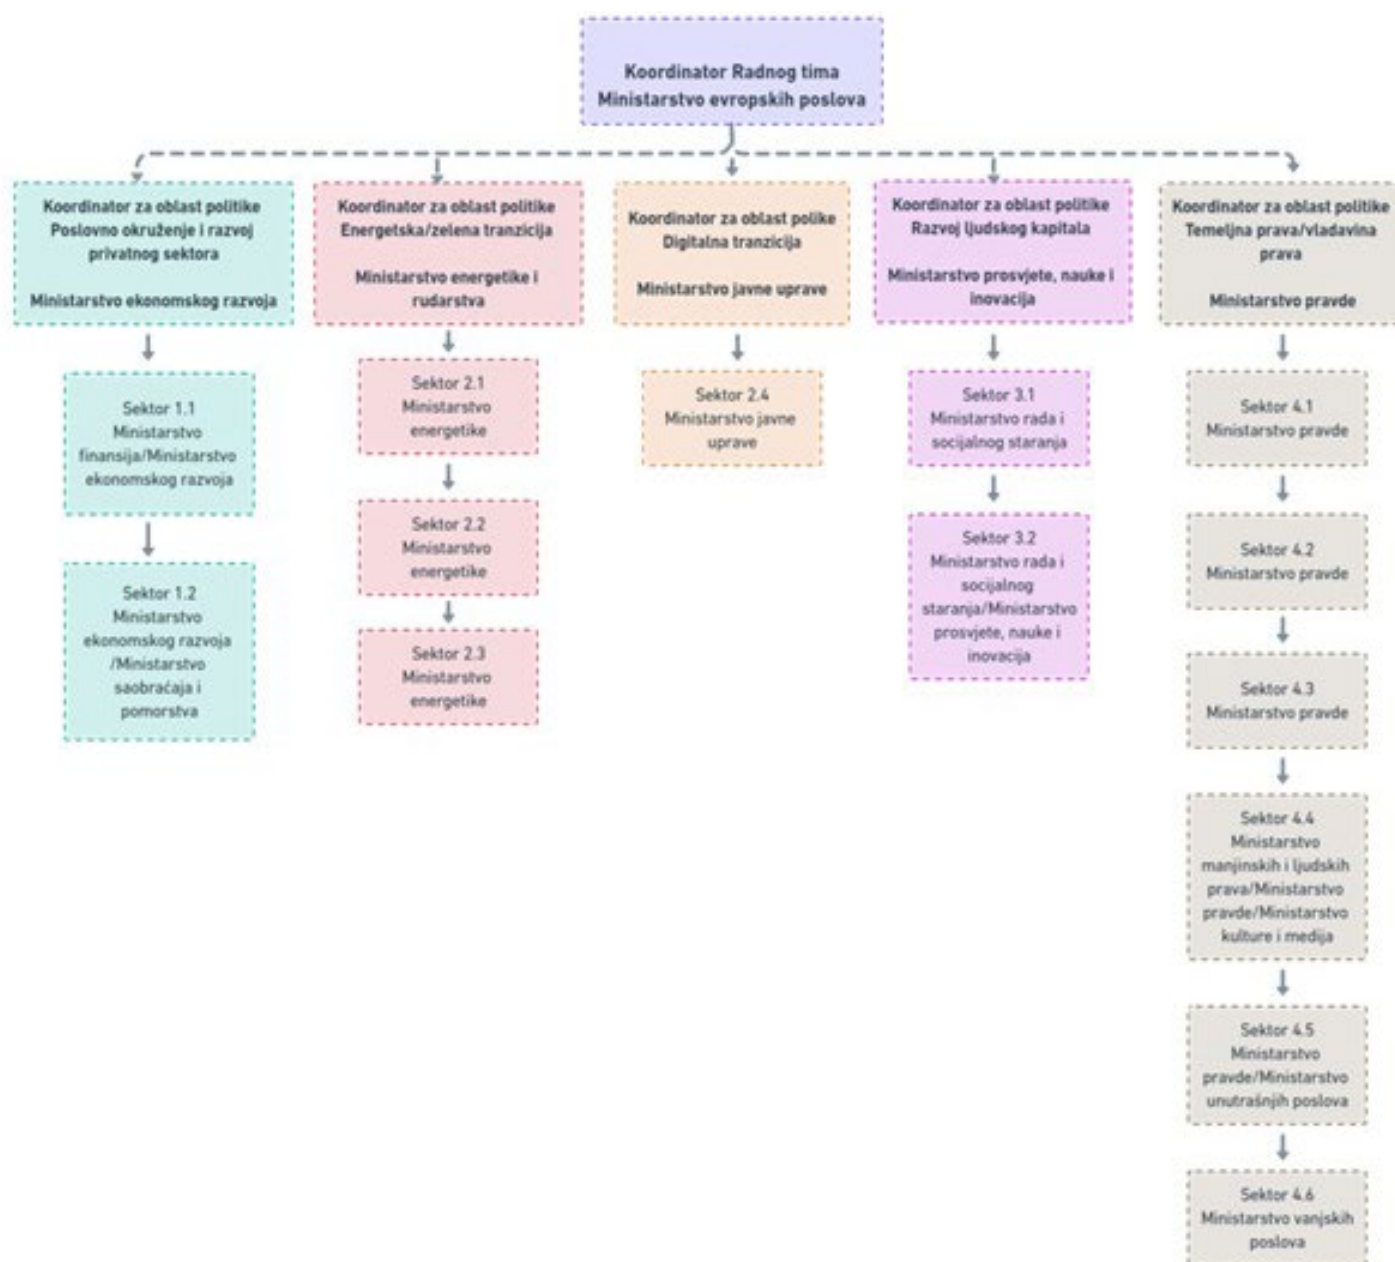 Koordinator Radnog tima
Ministarstvo evropskih poslova
Koordinator za oblast politike
Poslovno okruženje i razvoj
privatnog sektora
Ministarstvo ekonomskog razvoja
Koordinator za oblast politike
Energetska/zelena tranzicija
Ministarstvo energetike i
rudarstva
Koordinator za oblast polike
Digitalna tranzicija
Ministarstvo javne uprave
Koordinator za oblast politike
Razvoj ljudskog kapitala
Ministarstvo prosvjete, nauke i
inovacija
Koordinator za oblast politike
Temeljna prava/vladavina
prava
Ministarstvo pravde
Sektor 1.1
Ministarstvo
finansija/Ministarstvo
ekonomskog razvoja
Sektor 1.2
Ministarstvo
ekonomskog razvoja
/Ministarstvo
saobraćaja i
pomorstva
Sektor 2.1
Ministarstvo
energetike
Sektor 2.2
Ministarstvo
energetike
Sektor 2.3
Ministarstvo
energetike
Sektor 2.4
Ministarstvo javne
uprave
Sektor 3.1
Ministarstvo rada i
socijalnog staranja
Sektor 3.2
Ministarstvo rada i
socijalnog
staranja/Ministarstvo
prosvjete, nauke i
inovacija
Sektor 4.1
Ministarstvo pravde
Sektor 4.2
Ministarstvo pravde
Sektor 4.3
Ministarstvo pravde
Sektor 4.4
Ministarstvo
manjinskih i ljudskih
prava/Ministarstvo
pravde/Ministarstvo
kulture i medija
Sektor 4.5
Ministarstvo
pravde/Ministarstvo
unutrašnjih poslova
Sektor 4.6
Ministarstvo vanjskih
poslova